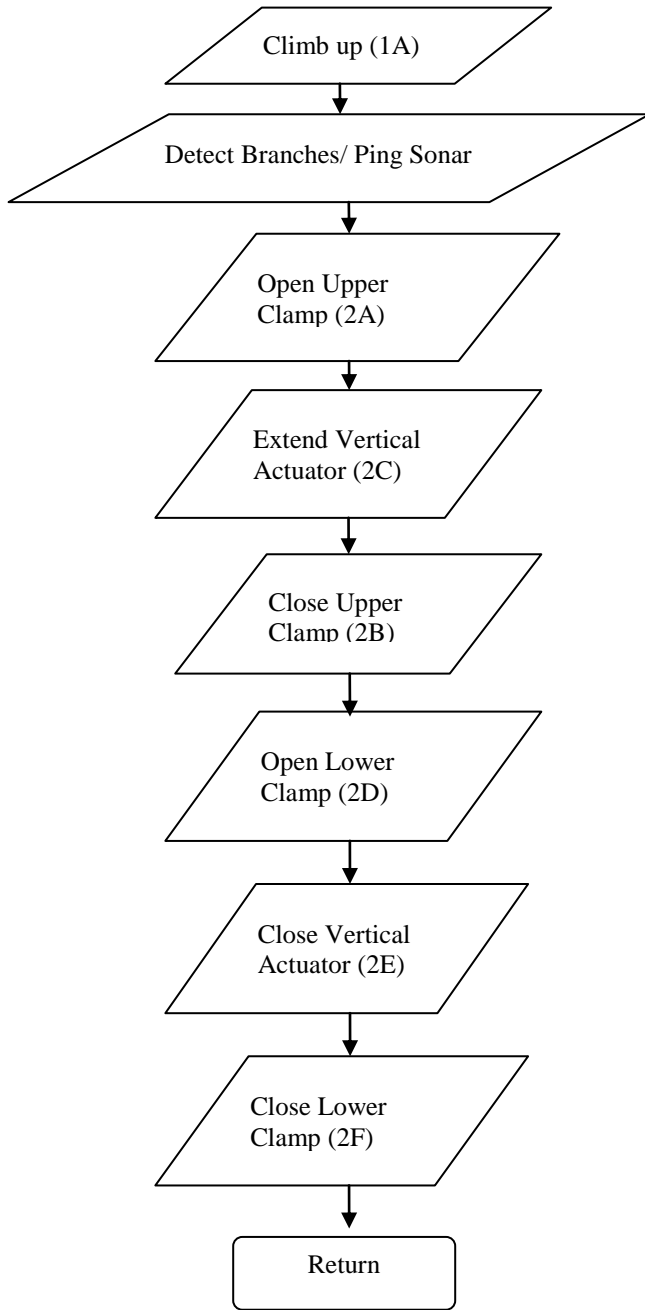 Climb up (1A)
Detect Branches/ Ping Sonar
Open Upper
Clamp (2A)
Extend Vertical
Actuator (2C)
Close Upper
Clamp (2B)
Open Lower
Clamp (2D)
Close Vertical
Actuator (2E)
Close Lower
Clamp (2F)
Return